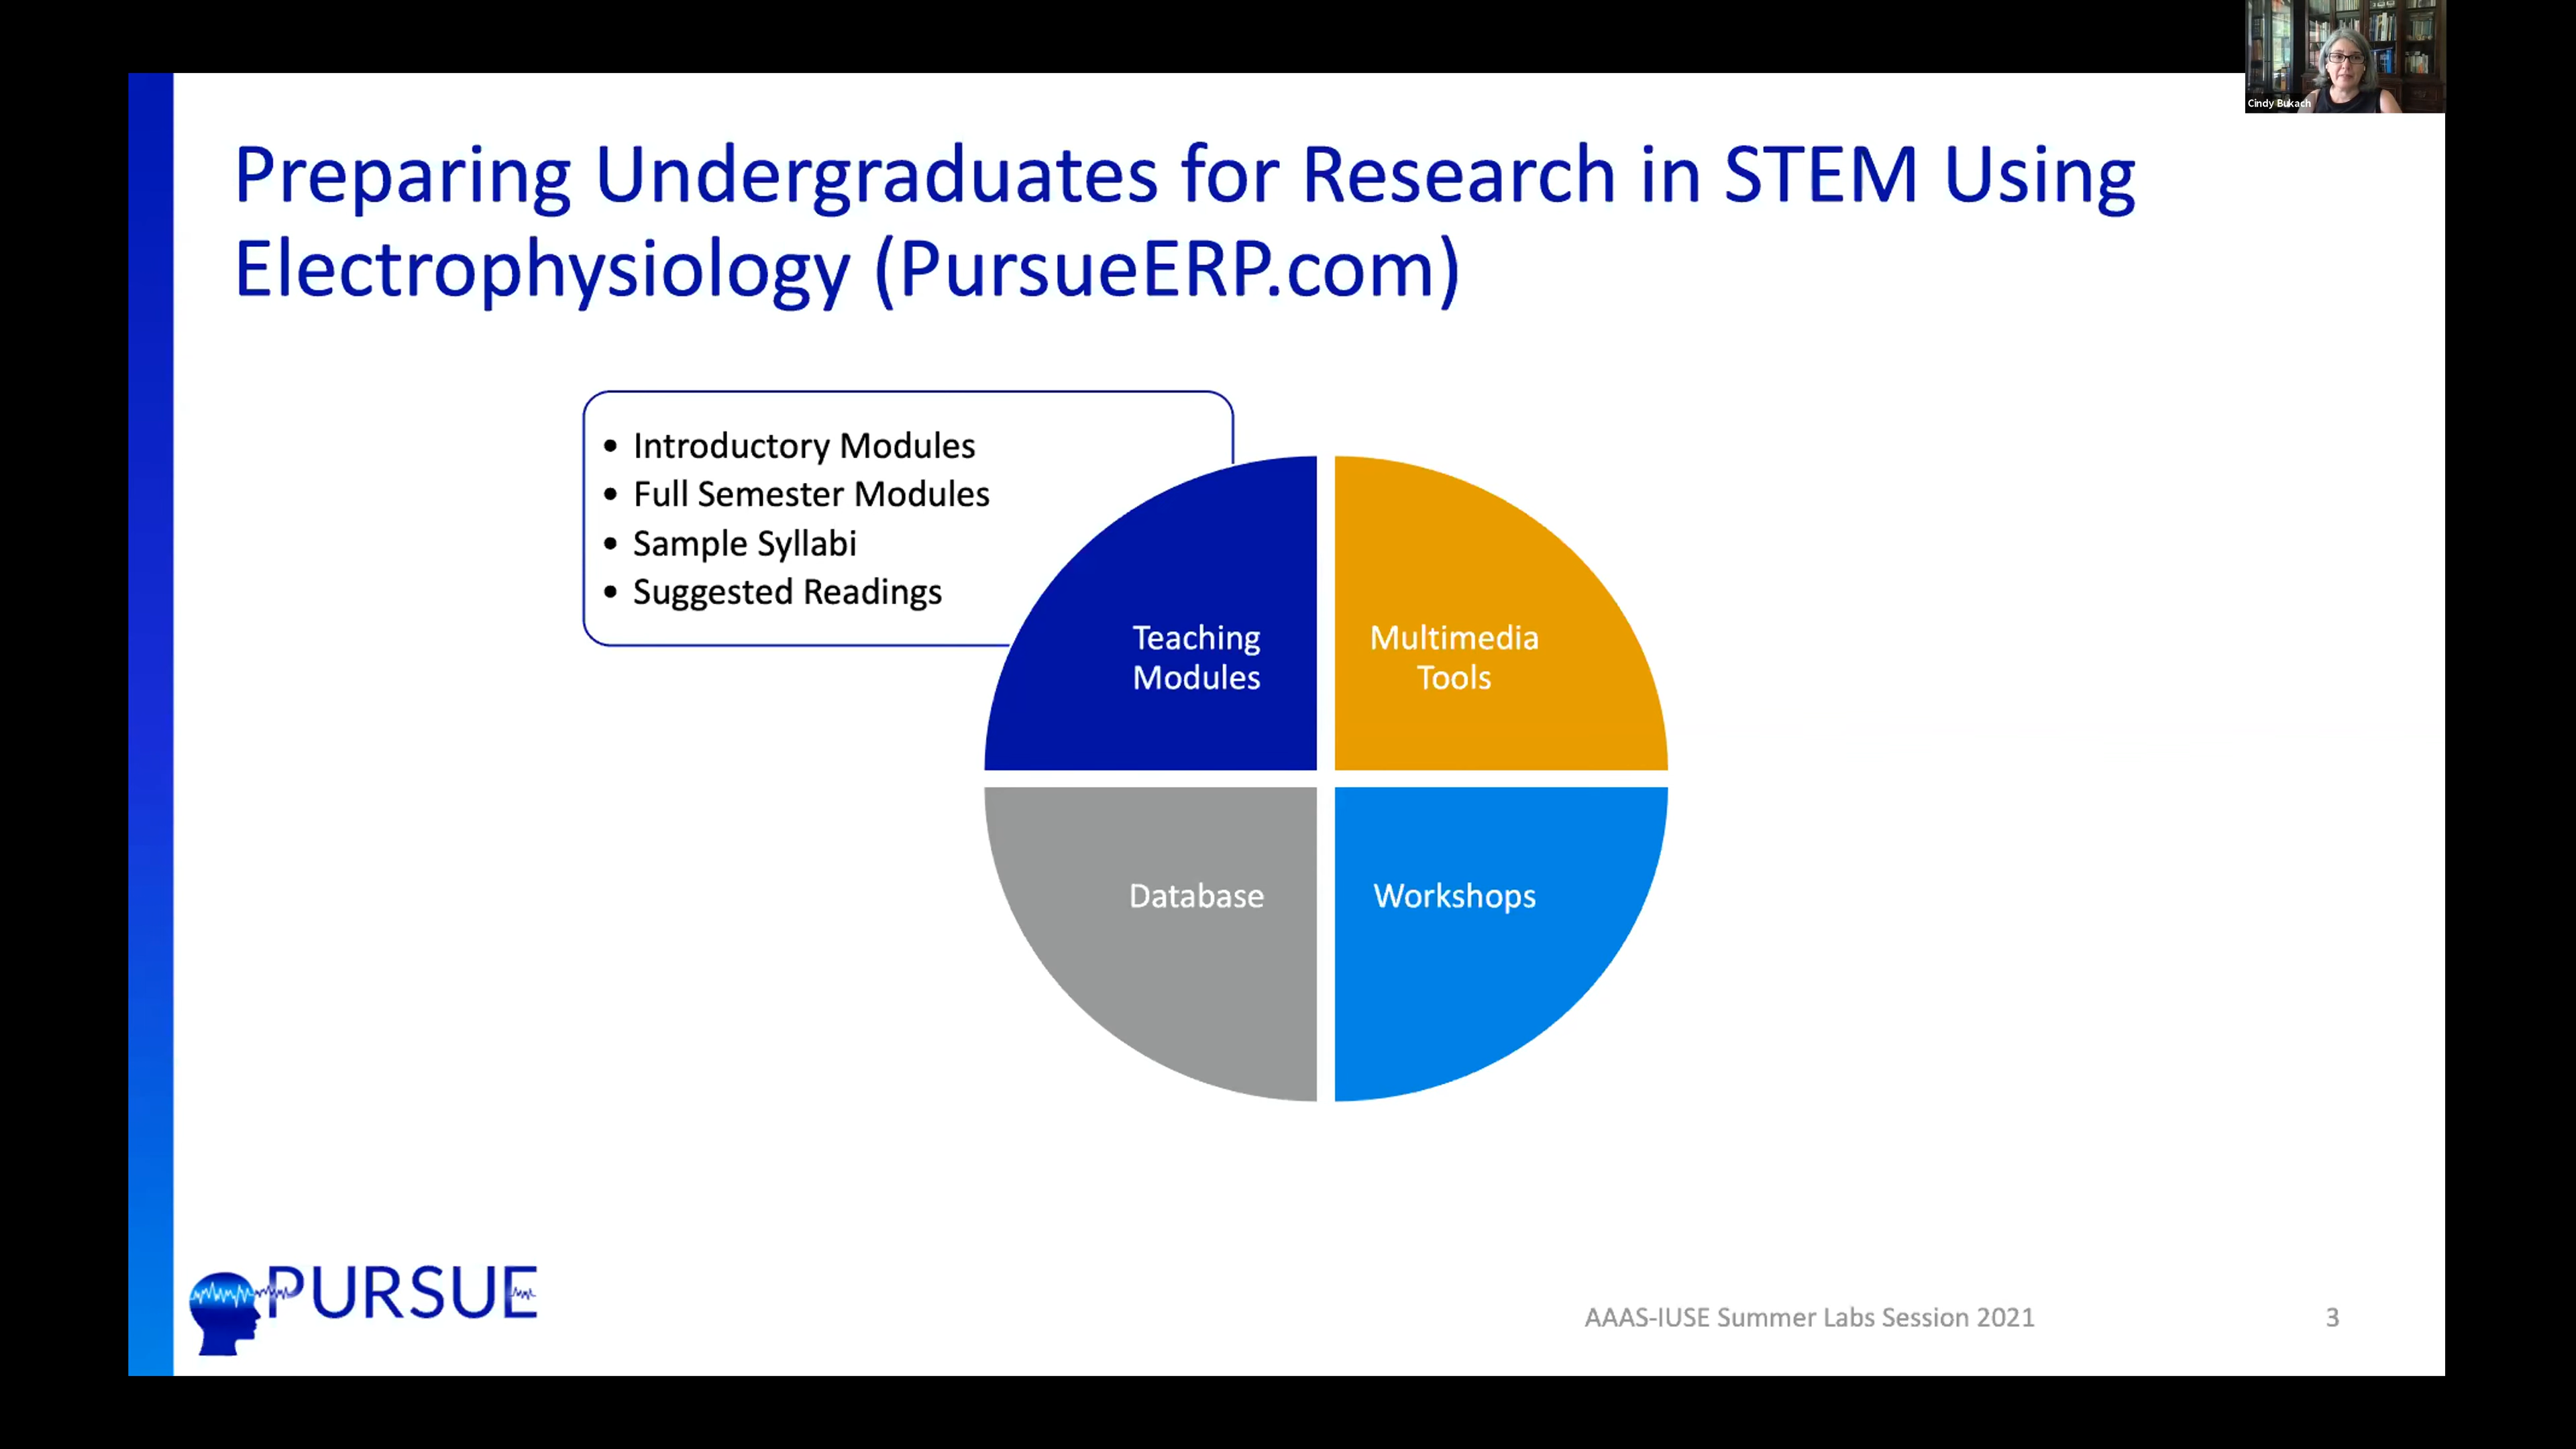 Cindy Bukach
Preparing Undergraduates for Research in STEM Using
Electrophysiology (PursueERP.com)
• Introductory Modules
• Full Semester Modules
• Sample Syllabi
• Suggested Readings
Teaching
Modules
Multimedia
Tools
Database
Workshops
PURSUE
AAAS-IUSE Summer Labs Session 2021
3